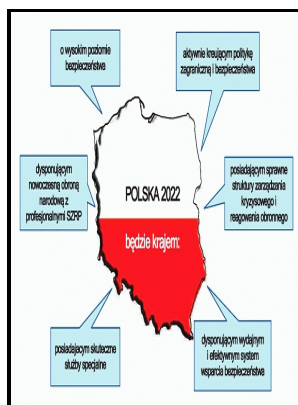 o wysokim poziomie
bezpieczeństwa
aktywnie kreującym politykę
zagraniczną i bezpieczeństwa
dysponującym
nowoczesną obroną
narodową z
profesjonalnymi SZRP
POLSKA 2022
będzie krajem:
posiadającym sprawne
struktury zarządzania
kryzysowego i
reagowania obronnego
posiadającym skuteczne
służby specjalne
dysponującym wydajnym
i efektywnym system
wsparcia bezpieczeństwa